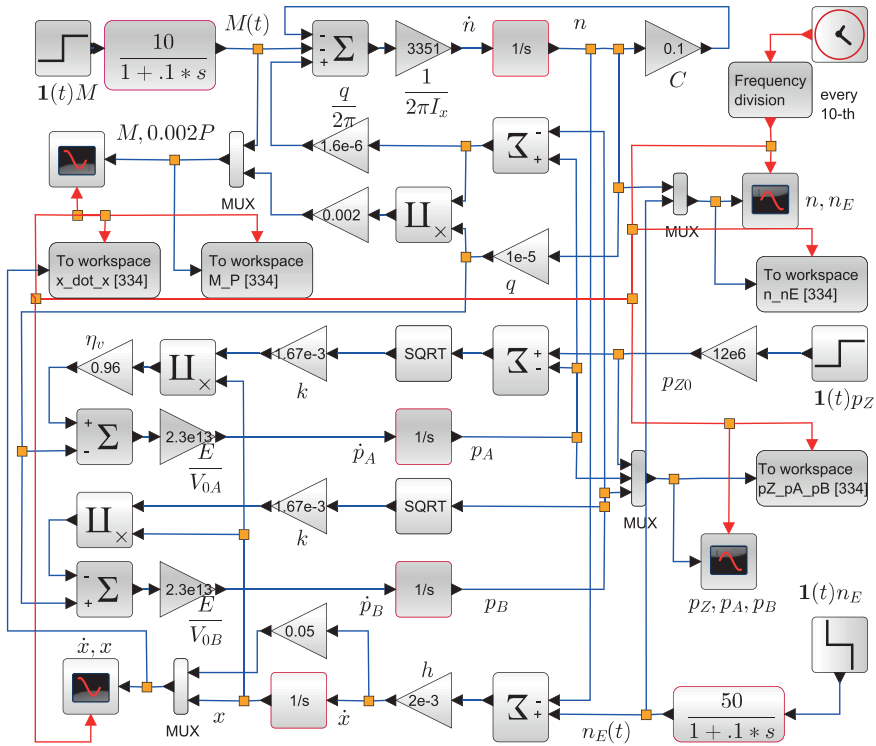 M(t)
ṅ
n
10
1 + .1 * s
-
-
+
Σ
3351
1/s
0.1
1(t)M
q
2π
1
2πI_x
C
Frequency
division
every
10-th
M, 0.002P
1.6e-6
Σ
-
+
MUX
0.002
∐
×
MUX
n, n_E
To workspace
x_dot_x [334]
To workspace
M_P [334]
1e-5
q
To workspace
n_nE [334]
η_v
0.96
∐
×
1.67e-3
k
SQRT
Σ
+
-
12e6
p_Z0
1(t)p_Z
+
-
Σ
2.3e13
E
V_0A
ṗ_A
1/s
p_A
MUX
To workspace
pZ_pA_pB [334]
∐
×
1.67e-3
k
SQRT
-
+
Σ
2.3e13
E
V_0B
ṗ_B
1/s
p_B
p_Z, p_A, p_B
1(t)n_E
ẋ, x
0.05
MUX
x
1/s
ẋ
h
2e-3
Σ
-
+
n_E(t)
50
1 + .1 * s